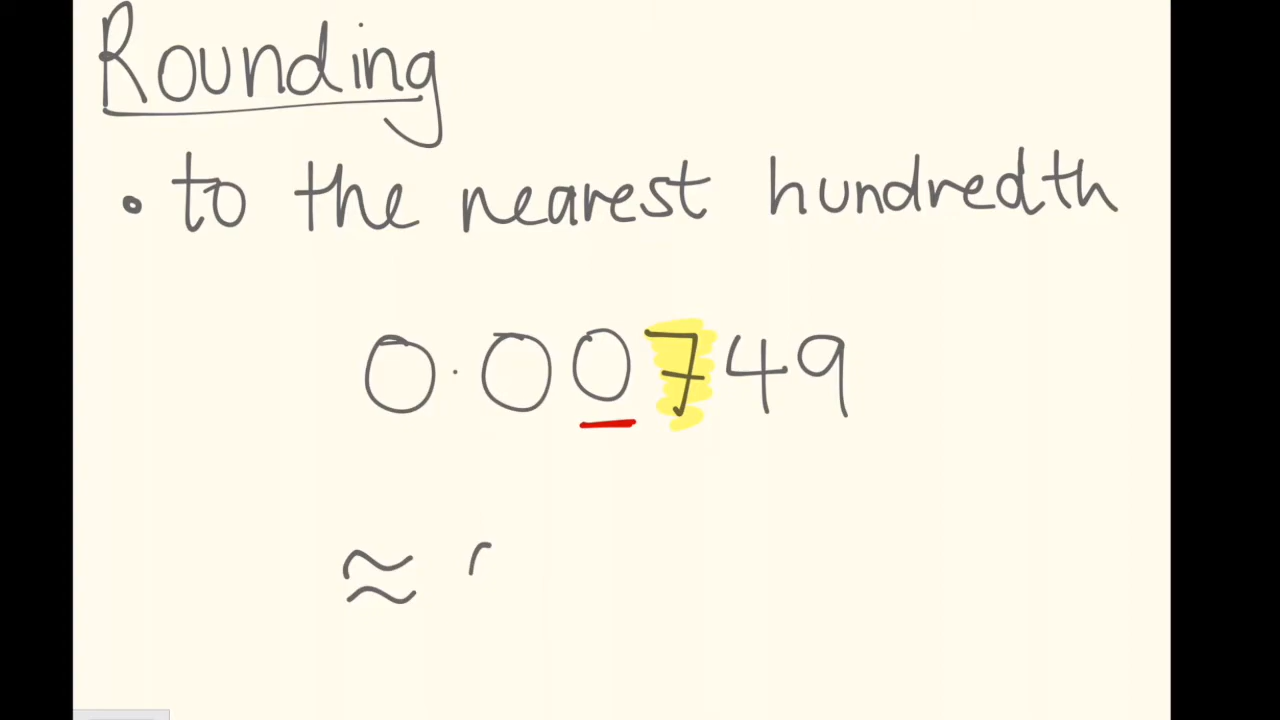 Rounding
• to the nearest hundredth
0.00749
≈